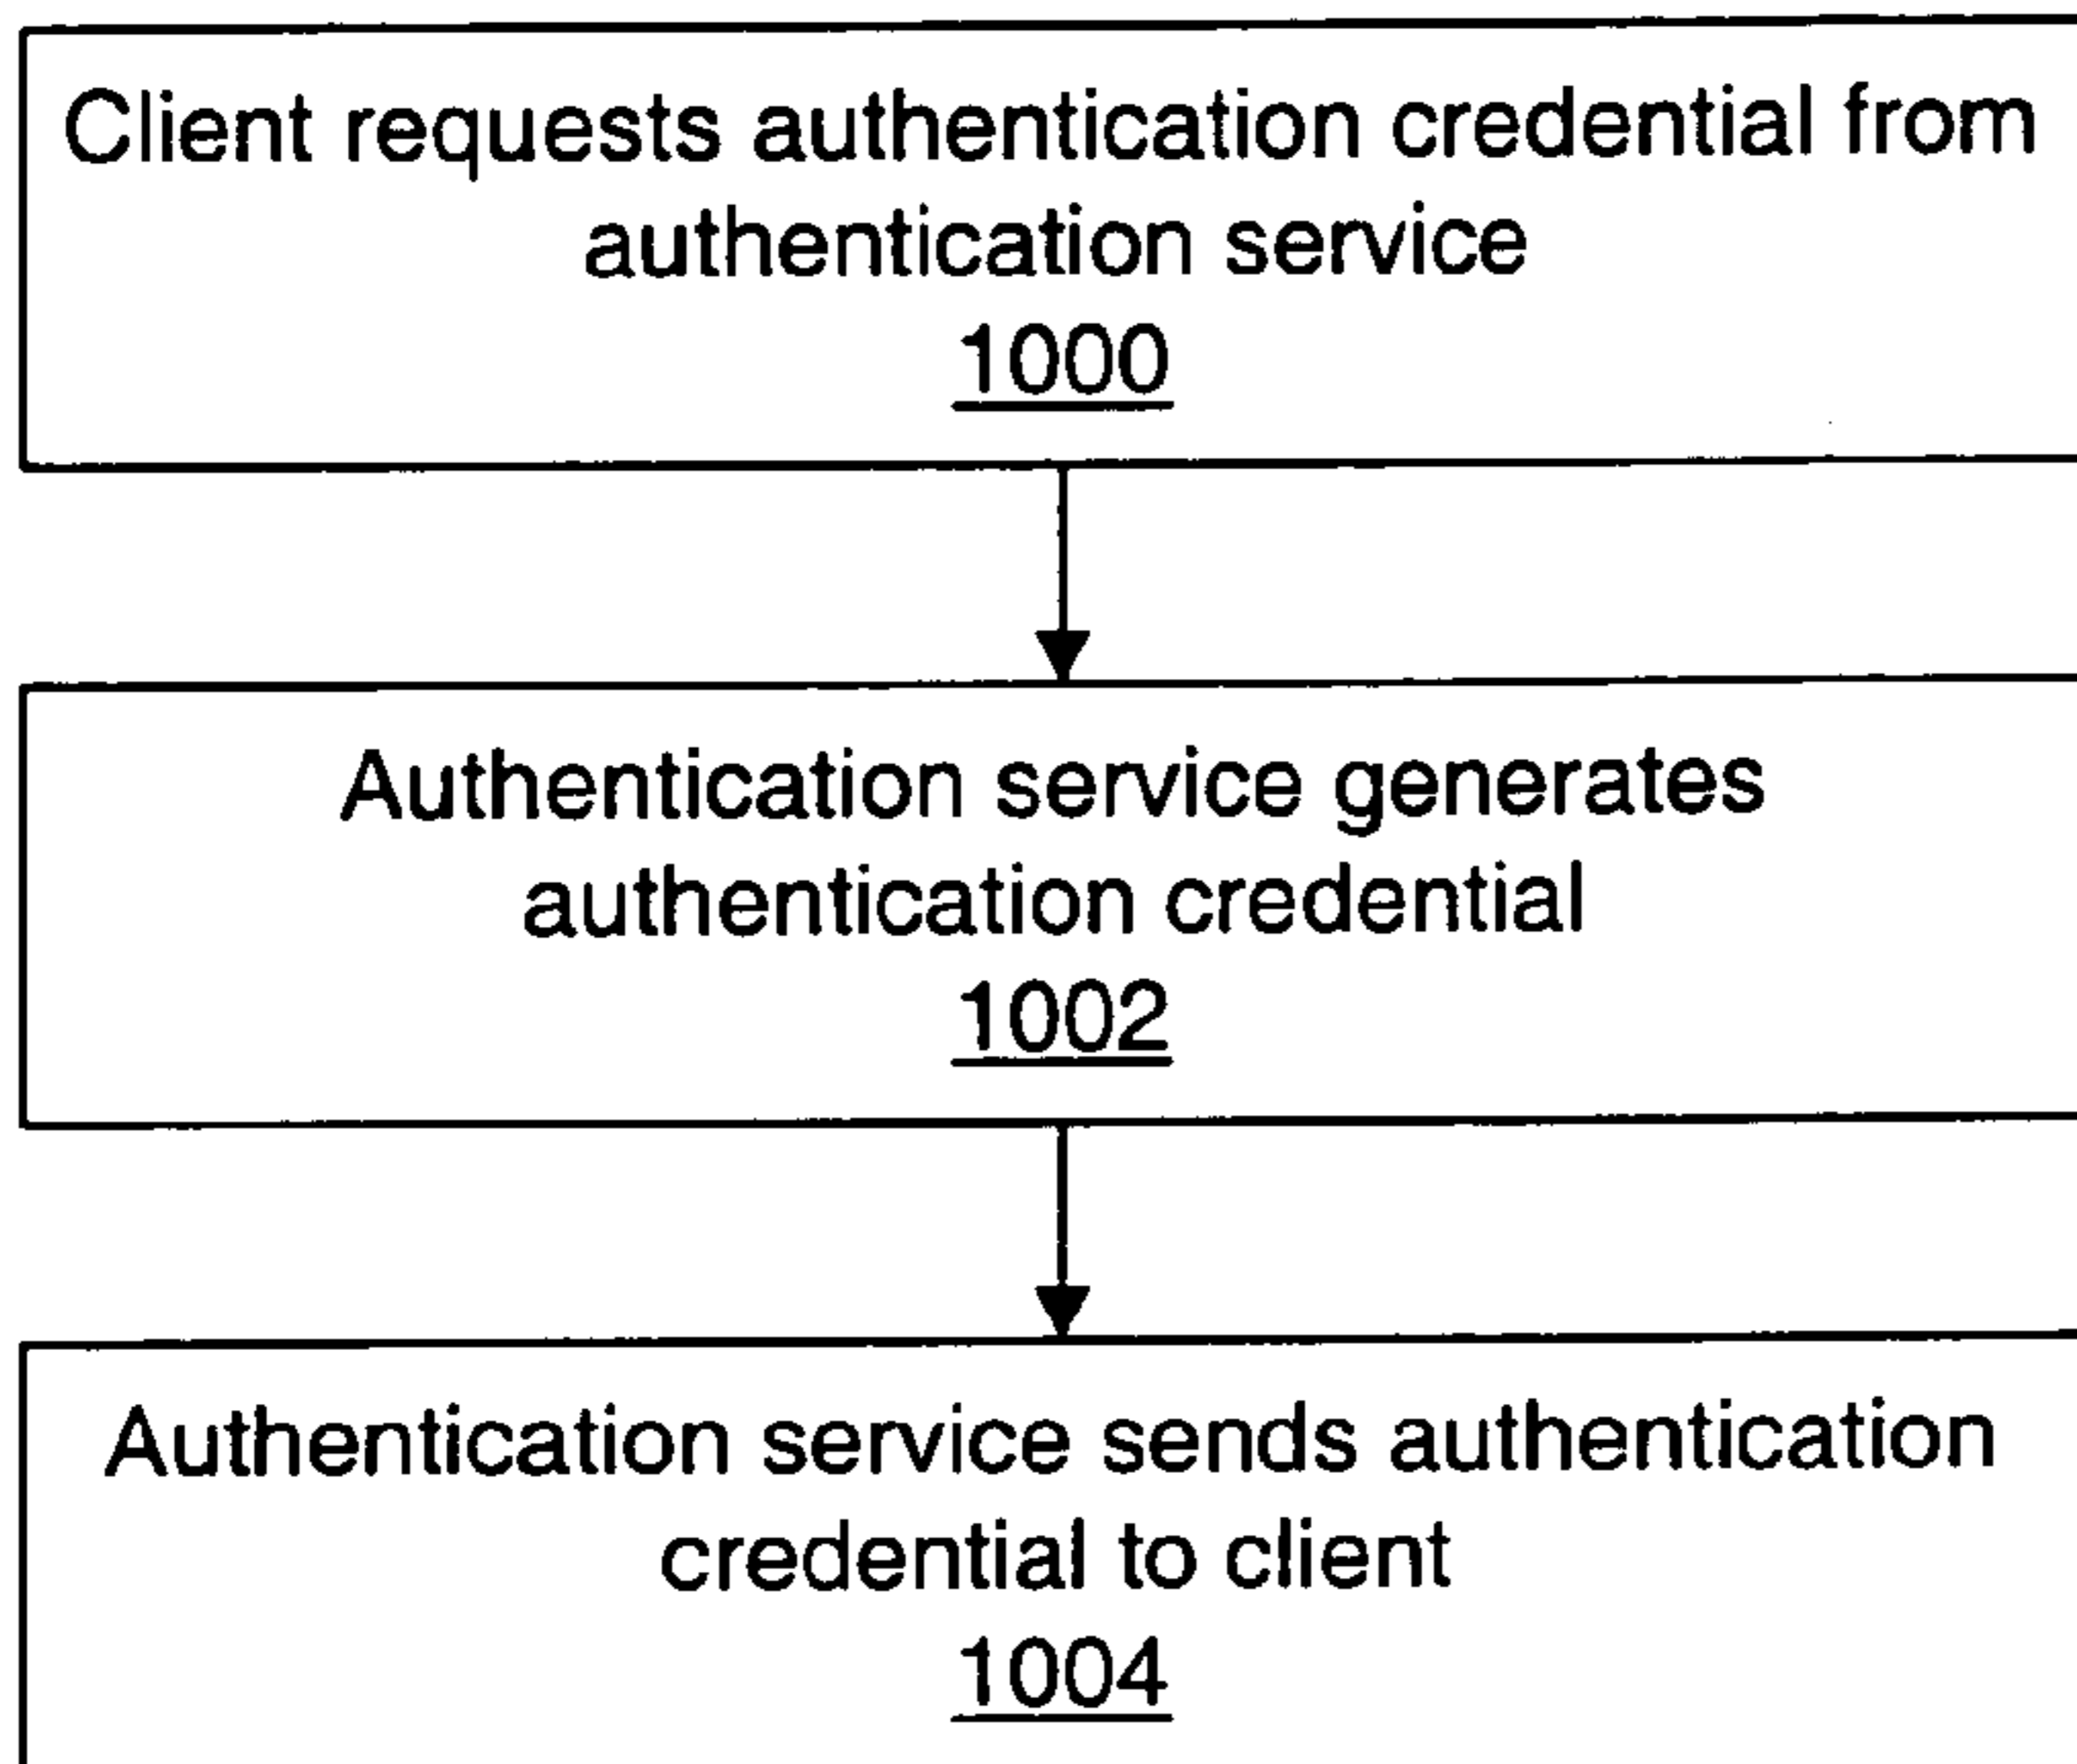 Client requests authentication credential from
authentication service
1000
Authentication service generates
authentication credential
1002
Authentication service sends authentication
credential to client
1004